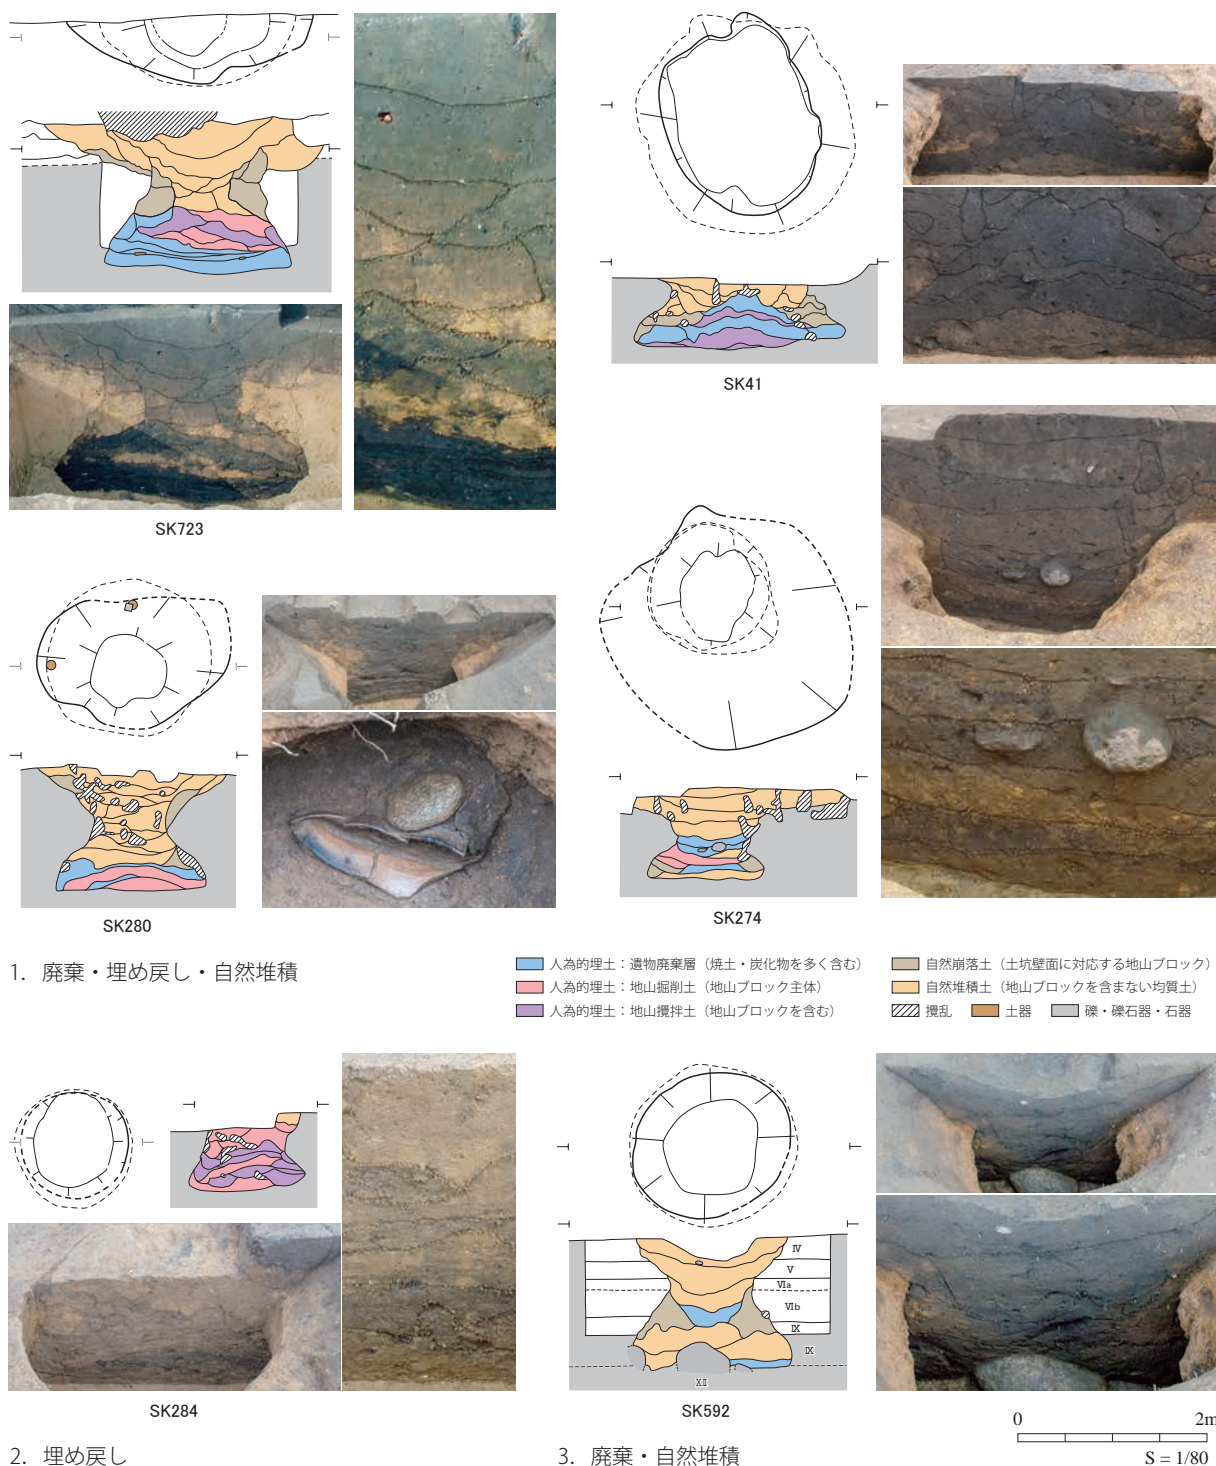 SK723
SK41
SK280
SK274
1. 廃棄・埋め戻し・自然堆積
人為的埋土：遺物廃棄層（焼土・炭化物を多く含む）
人為的埋土：地山掘削土（地山ブロック主体）
人為的埋土：地山攪拌土（地山ブロックを含む）
自然崩落土（土坑壁面に対応する地山ブロック）
自然堆積土（地山ブロックを含まない均質土）
攪乱 土器 礫・礫石器・石器
SK284
2. 埋め戻し
IV
V
VIa
VIb
IX
IX
XII
SK592
3. 廃棄・自然堆積
0 2m
S = 1/80